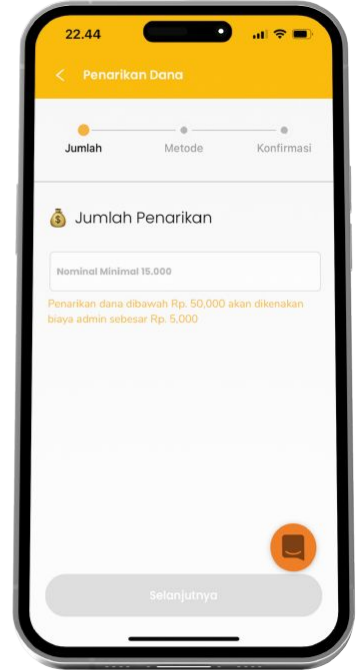 22.44
Penarikan Dana
Jumlah
Metode
Konfirmasi
Jumlah Penarikan
Nominal Minimal 15.000
Penarikan dana dibawah Rp. 50,000 akan dikenakan
biaya admin sebesar Rp. 5,000
Selanjutnya